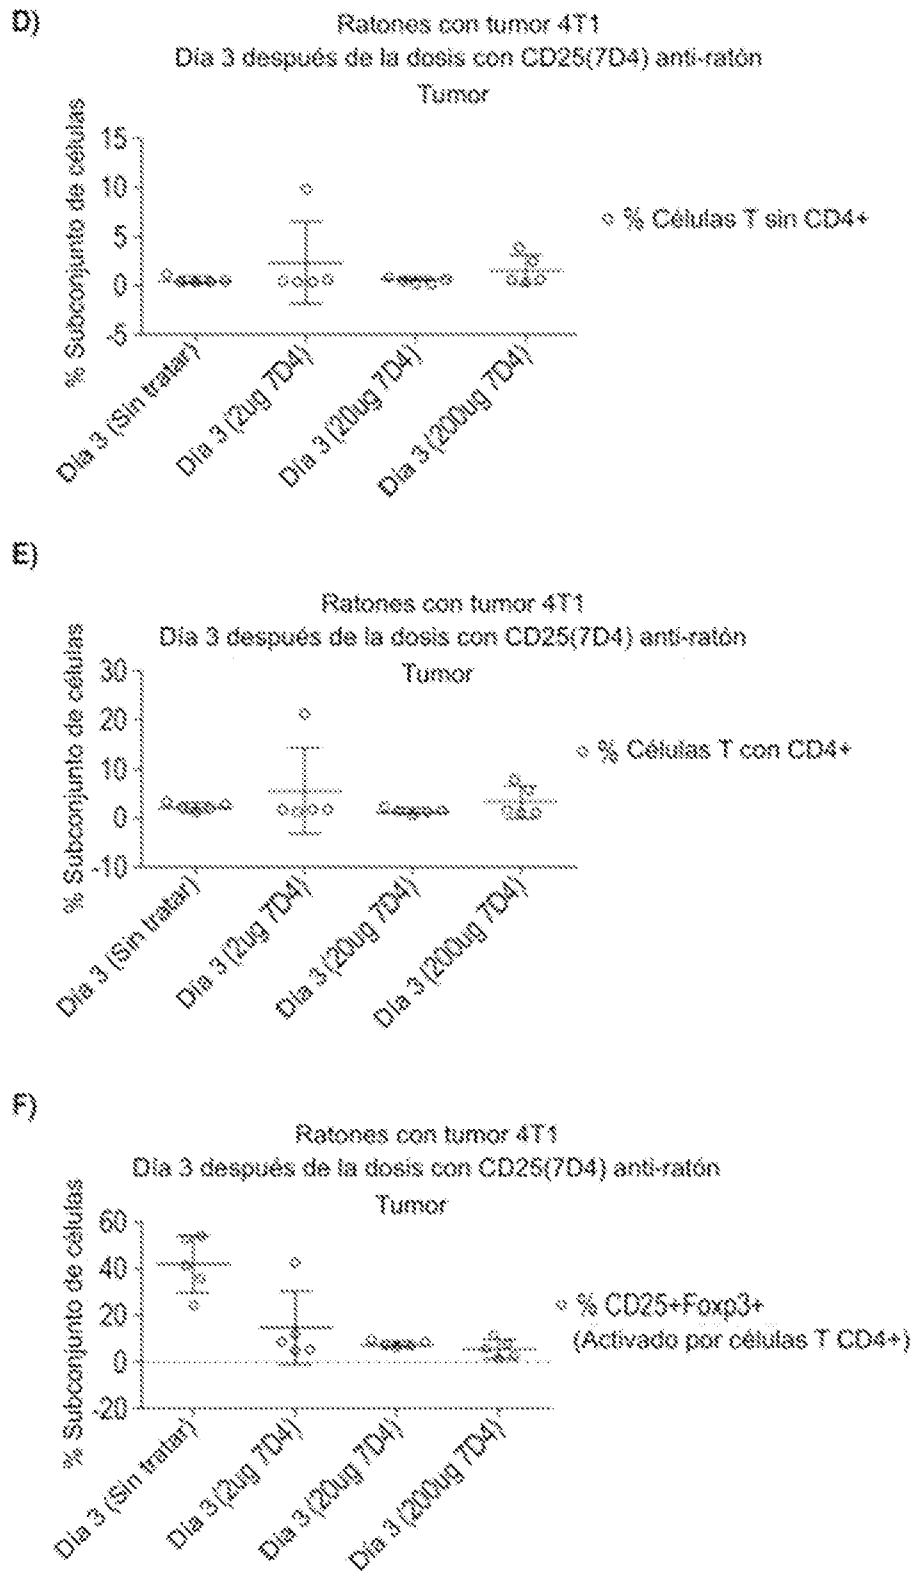 D)
Ratones con tumor 4T1
Día 3 después de la dosis con CD25(7D4) anti-ratón
Tumor
% Subconjunto de células
15
10
5
0
-5
○ % Células T sin CD4+
Día 3 (Sin tratar)
Día 3 (2ug 7D4)
Día 3 (20ug 7D4)
Día 3 (200ug 7D4)
E)
Ratones con tumor 4T1
Día 3 después de la dosis con CD25(7D4) anti-ratón
Tumor
% Subconjunto de células
30
20
10
0
-10
○ % Células T con CD4+
Día 3 (Sin tratar)
Día 3 (2ug 7D4)
Día 3 (20ug 7D4)
Día 3 (200ug 7D4)
F)
Ratones con tumor 4T1
Día 3 después de la dosis con CD25(7D4) anti-ratón
Tumor
% Subconjunto de células
60
40
20
0
-20
○ % CD25+Foxp3+
(Activado por células T CD4+)
Día 3 (Sin tratar)
Día 3 (2ug 7D4)
Día 3 (20ug 7D4)
Día 3 (200ug 7D4)